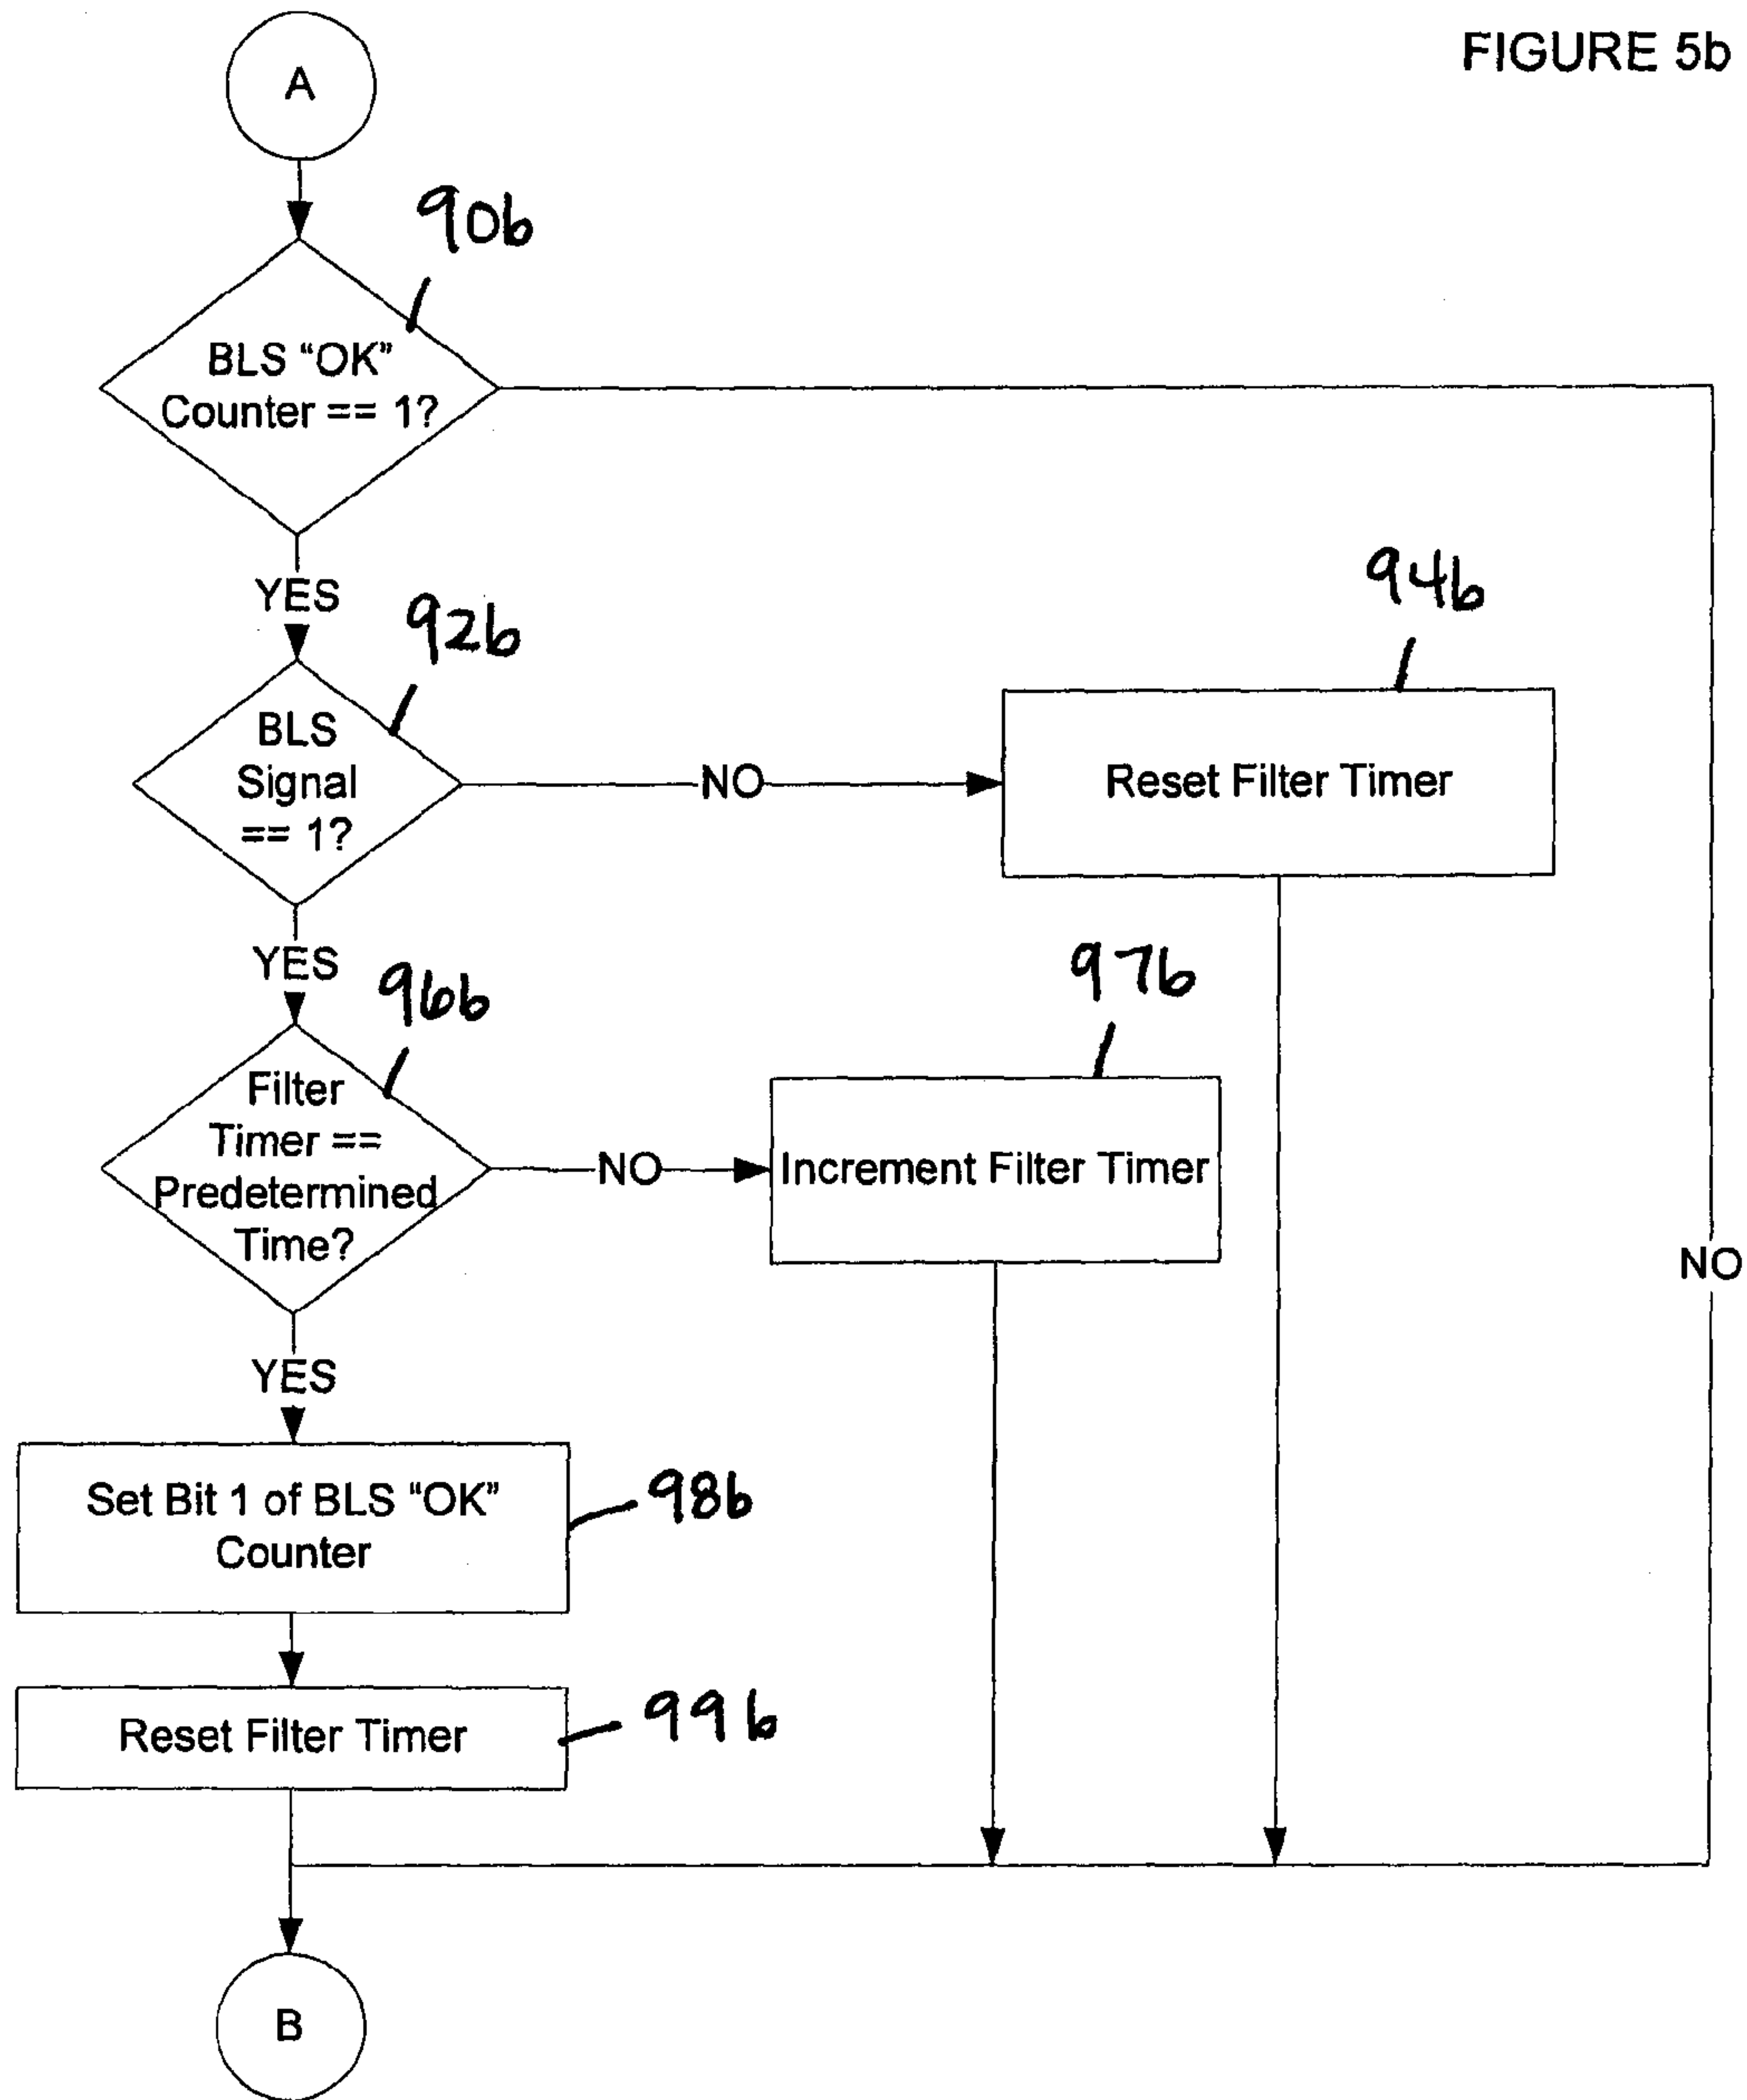 FIGURE 5b
A
90b
BLS “OK”
Counter == 1?
YES
92b
94b
BLS
Signal
== 1?
NO
Reset Filter Timer
YES
96b
97b
Filter
Timer ==
Predetermined
Time?
NO
Increment Filter Timer
NO
YES
Set Bit 1 of BLS “OK”
Counter
98b
Reset Filter Timer
99b
B